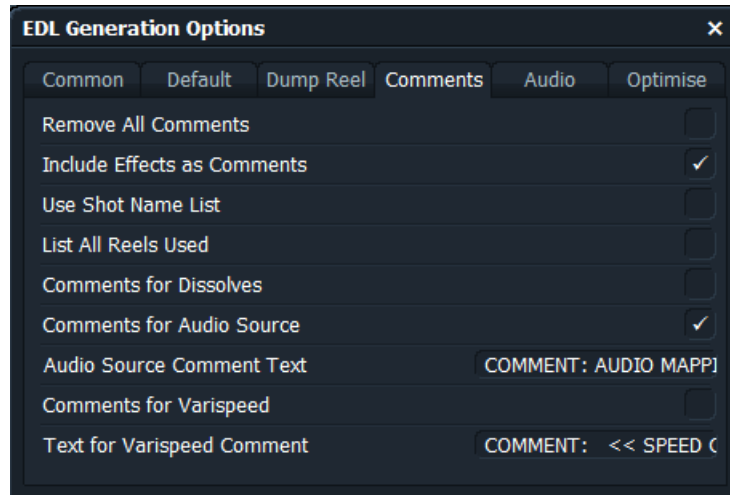 EDL Generation Options
Common Default Dump Reel Comments Audio Optimise
Remove All Comments
Include Effects as Comments
Use Shot Name List
List All Reels Used
Comments for Dissolves
Comments for Audio Source
Audio Source Comment Text COMMENT: AUDIO MAPPI
Comments for Varispeed
Text for Varispeed Comment COMMENT: << SPEED